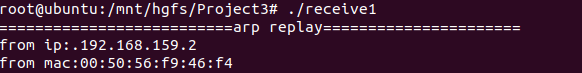 root@ubuntu:/mnt/hgfs/Project3# ./receive1
==========================arp replay======================
from ip:.192.168.159.2
from mac:00:50:56:f9:46:f4